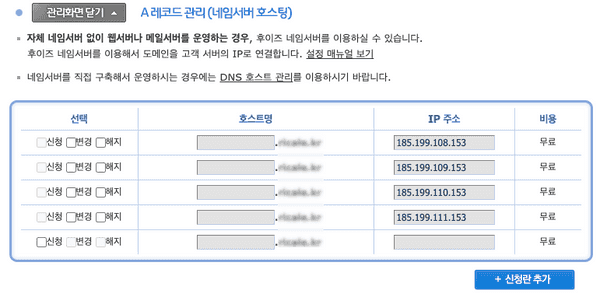 관리화면 닫기 ▲ A 레코드 관리 (네임서버 호스팅)
자체 네임서버 없이 웹서버나 메일서버를 운영하는 경우, 후이즈 네임서버를 이용하실 수 있습니다.
후이즈 네임서버를 이용해서 도메인을 고객 서버의 IP로 연결합니다. 설정 매뉴얼 보기
네임서버를 직접 구축해서 운영하시는 경우에는 DNS 호스트 관리를 이용하시기 바랍니다.
선택 호스트명 IP 주소 비용
신청 변경 해지 . 185.199.108.153 무료
신청 변경 해지 . 185.199.109.153 무료
신청 변경 해지 . 185.199.110.153 무료
신청 변경 해지 . 185.199.111.153 무료
신청 변경 해지 . 무료
+ 신청란 추가